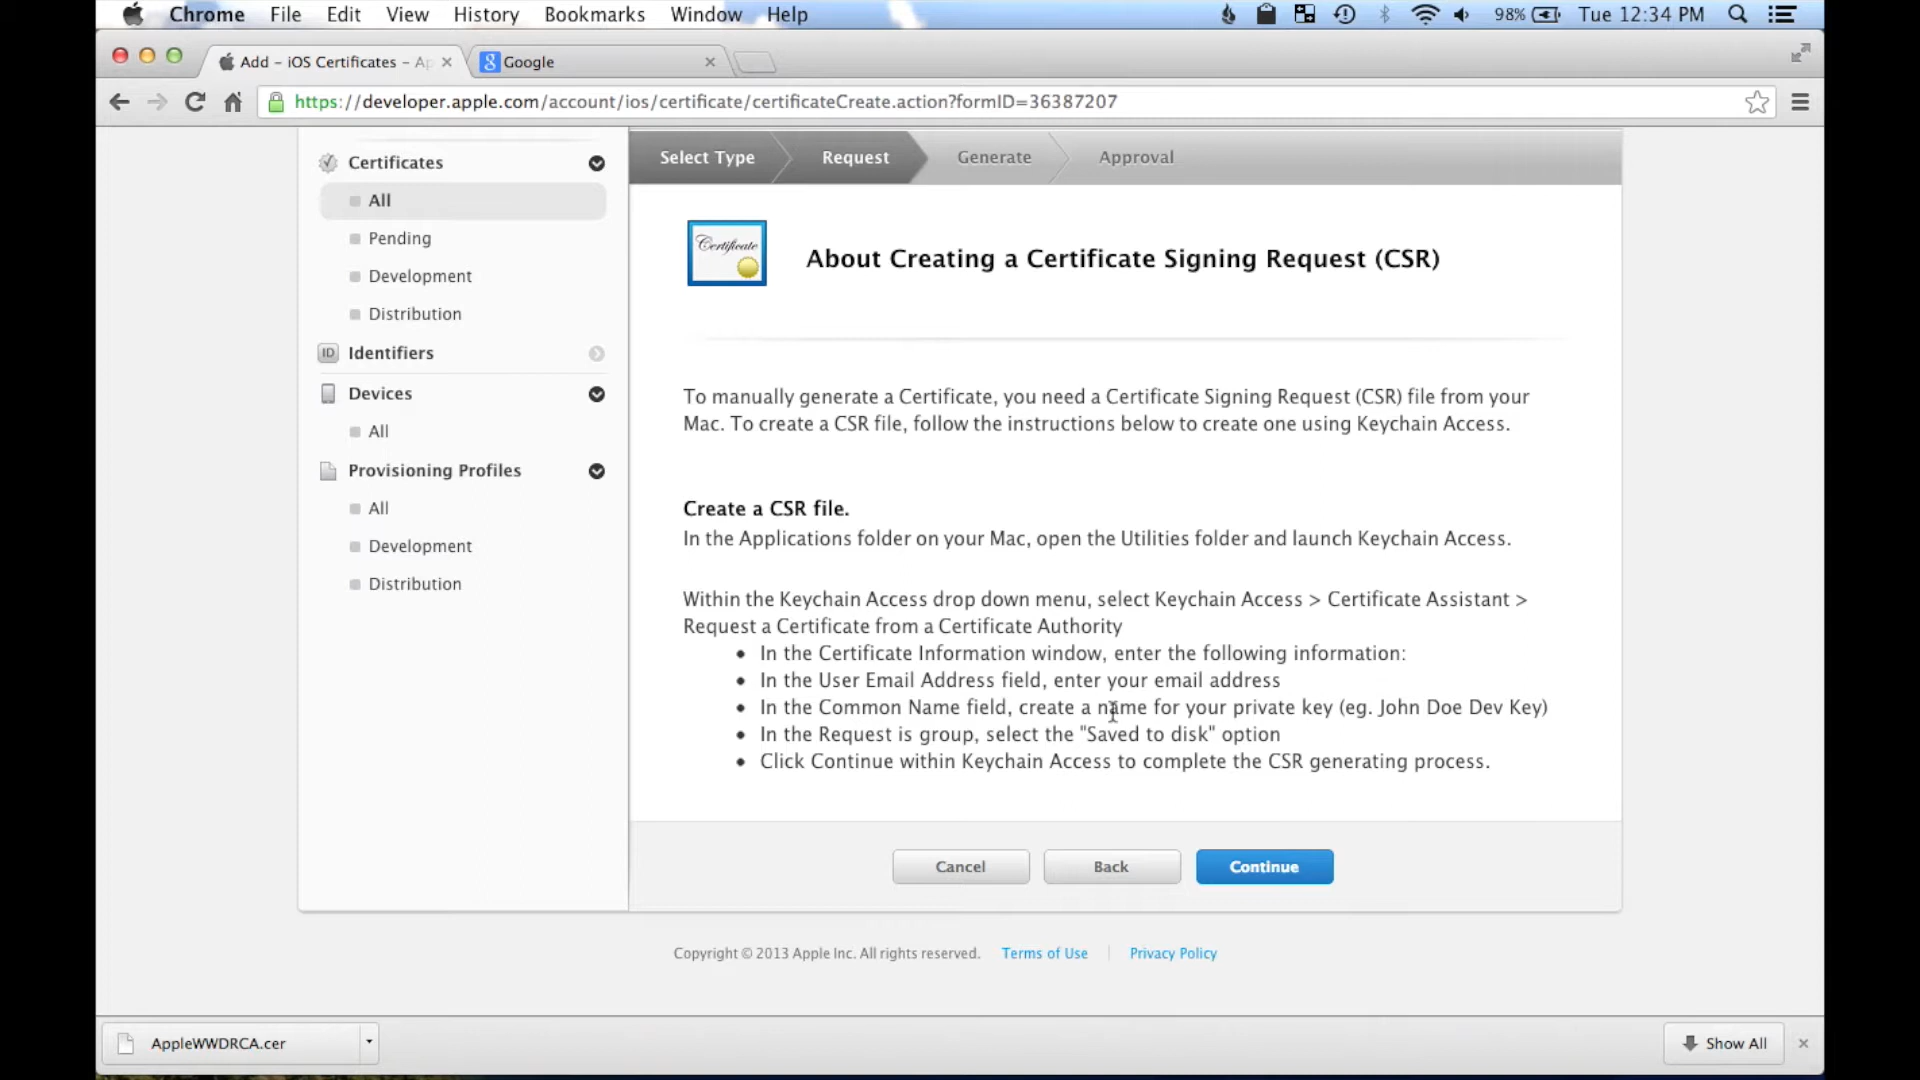 Chrome File Edit View History Bookmarks Window Help 98% Tue 12:34 PM
Add – iOS Certificates – Ap
Google
https://developer.apple.com/account/ios/certificate/certificateCreate.action?formID=36387207
Certificates
All
Pending
Development
Distribution
ID Identifiers
Devices
All
Provisioning Profiles
All
Development
Distribution
Select Type Request Generate Approval
Certificate
About Creating a Certificate Signing Request (CSR)
To manually generate a Certificate, you need a Certificate Signing Request (CSR) file from your
Mac. To create a CSR file, follow the instructions below to create one using Keychain Access.
Create a CSR file.
In the Applications folder on your Mac, open the Utilities folder and launch Keychain Access.
Within the Keychain Access drop down menu, select Keychain Access > Certificate Assistant >
Request a Certificate from a Certificate Authority
• In the Certificate Information window, enter the following information:
• In the User Email Address field, enter your email address
• In the Common Name field, create a name for your private key (eg. John Doe Dev Key)
• In the Request is group, select the "Saved to disk" option
• Click Continue within Keychain Access to complete the CSR generating process.
Cancel Back Continue
Copyright © 2013 Apple Inc. All rights reserved. Terms of Use Privacy Policy
AppleWWDRCA.cer
Show All